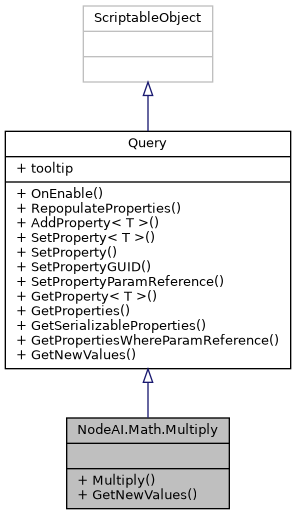 ScriptableObject
Query
+ tooltip
+ OnEnable()
+ RepopulateProperties()
+ AddProperty< T >()
+ SetProperty< T >()
+ SetProperty()
+ SetPropertyGUID()
+ SetPropertyParamReference()
+ GetProperty< T >()
+ GetProperties()
+ GetSerializableProperties()
+ GetPropertiesWhereParamReference()
+ GetNewValues()
NodeAI.Math.Multiply
+ Multiply()
+ GetNewValues()